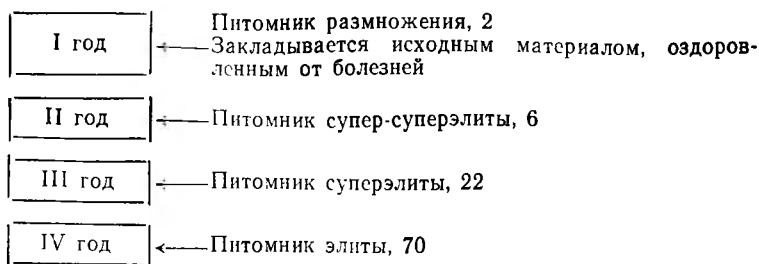 Питомник размножения, 2
I год
Закладывается исходным материалом, оздоров-
ленным от болезней
II год
Питомник супер-суперэлиты, 6
III год
Питомник суперэлиты, 22
IV год
Питомник элиты, 70